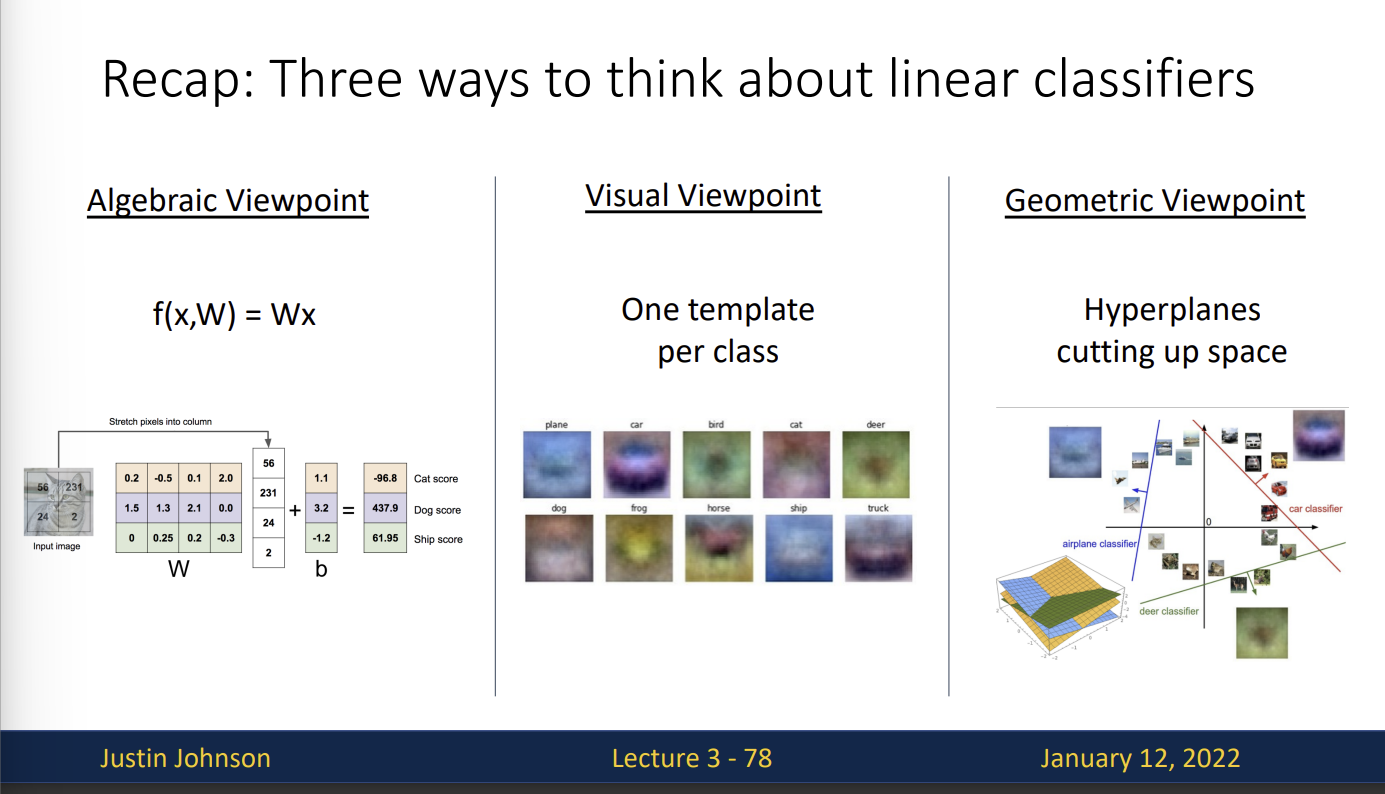 Recap: Three ways to think about linear classifiers
Algebraic Viewpoint
f(x,W) = Wx
Stretch pixels into column
56 231
24 2
Input image
0.2 -0.5 0.1 2.0
1.5 1.3 2.1 0.0
0 0.25 0.2 -0.3
W
56
231
24
2
+
1.1
3.2
-1.2
b
=
-96.8 Cat score
437.9 Dog score
61.95 Ship score
Visual Viewpoint
One template
per class
plane car bird cat deer
dog frog horse ship truck
Geometric Viewpoint
Hyperplanes
cutting up space
0
car classifier
airplane classifier
deer classifier
Justin Johnson
Lecture 3 - 78
January 12, 2022